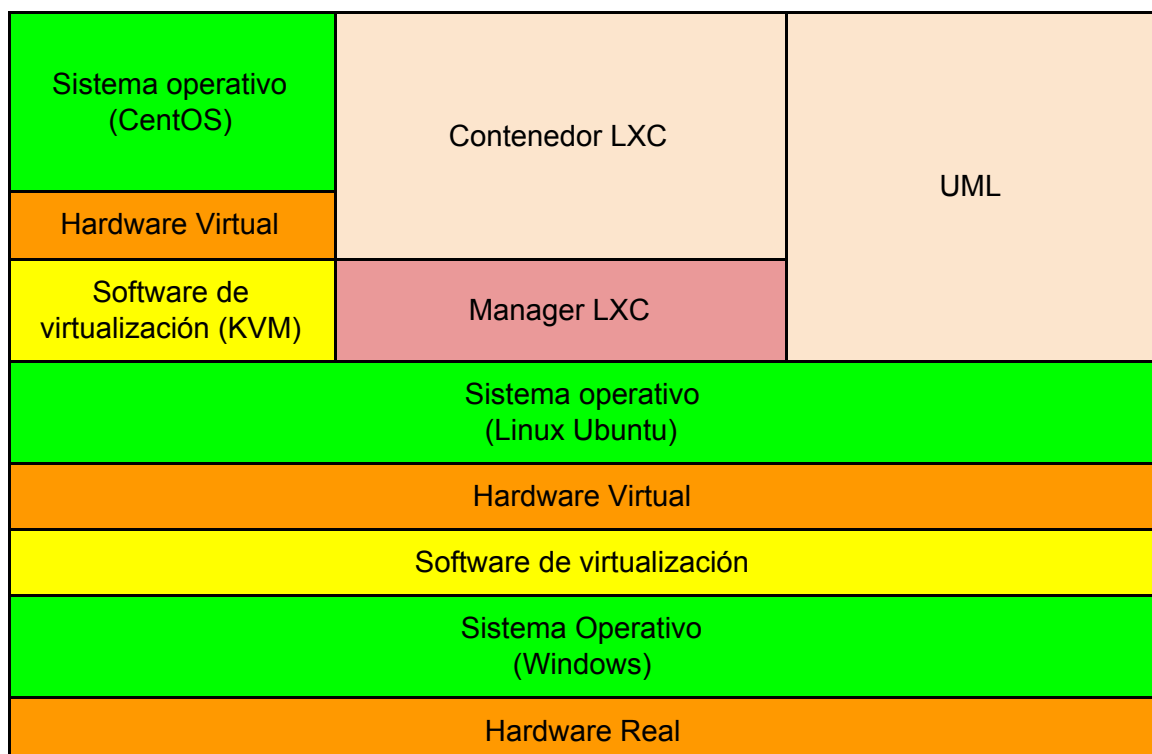 Sistema operativo
(CentOS)
Contenedor LXC
UML
Hardware Virtual
Software de
virtualización (KVM)
Manager LXC
Sistema operativo
(Linux Ubuntu)
Hardware Virtual
Software de virtualización
Sistema Operativo
(Windows)
Hardware Real